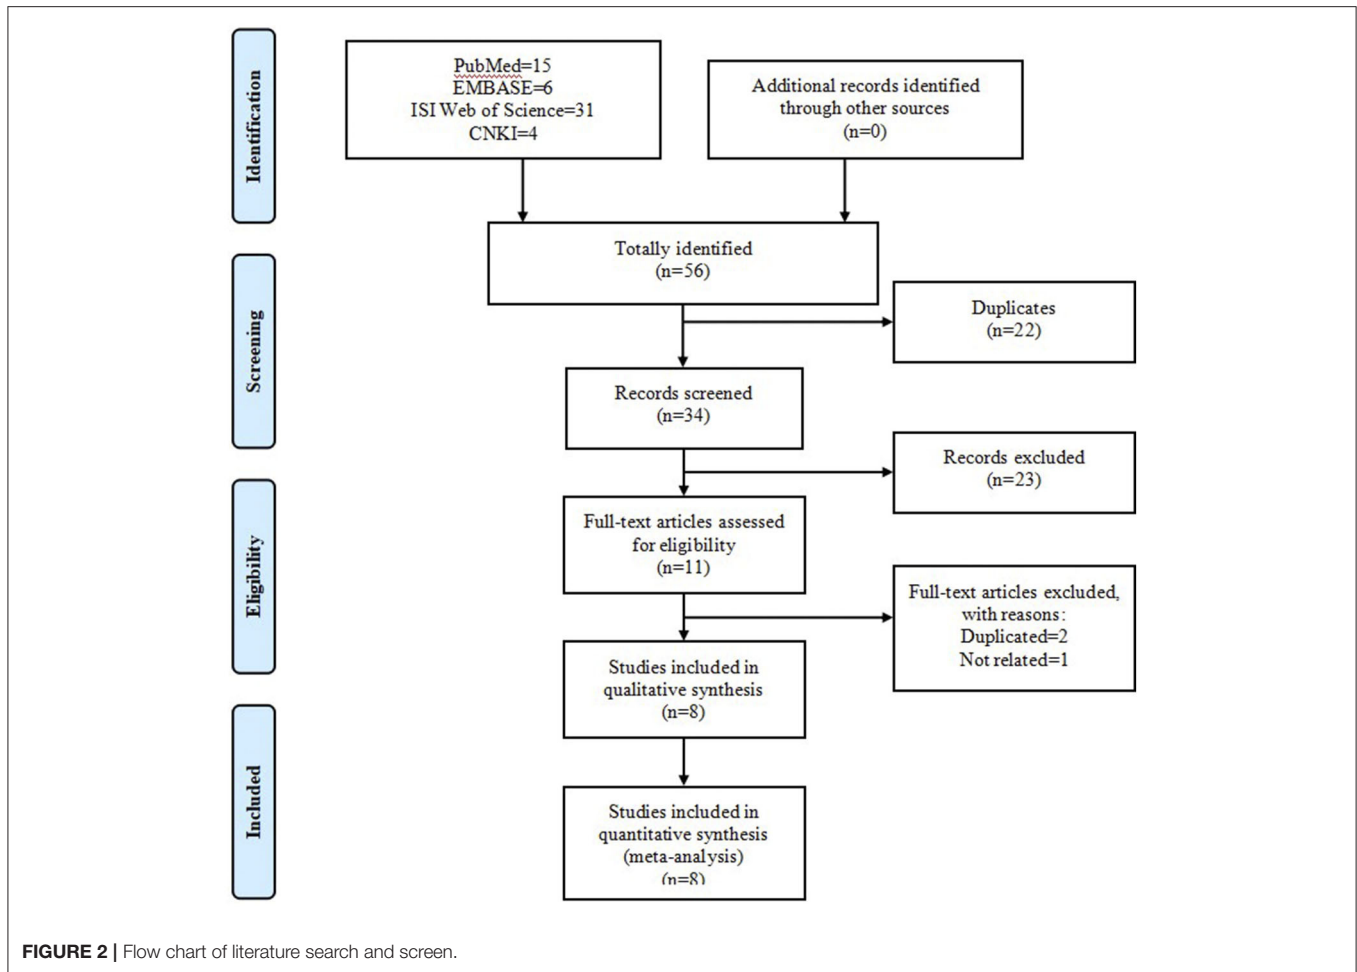 Identification
PubMed=15
EMBASE=6
ISI Web of Science=31
CNKI=4
Additional records identified
through other sources
(n=0)
Totally identified
(n=56)
Screening
Duplicates
(n=22)
Records screened
(n=34)
Records excluded
(n=23)
Eligibility
Full-text articles assessed
for eligibility
(n=11)
Full-text articles excluded,
with reasons:
Duplicated=2
Not related=1
Studies included in
qualitative synthesis
(n=8)
Included
Studies included in
quantitative synthesis
(meta-analysis)
(n=8)
FIGURE 2 | Flow chart of literature search and screen.